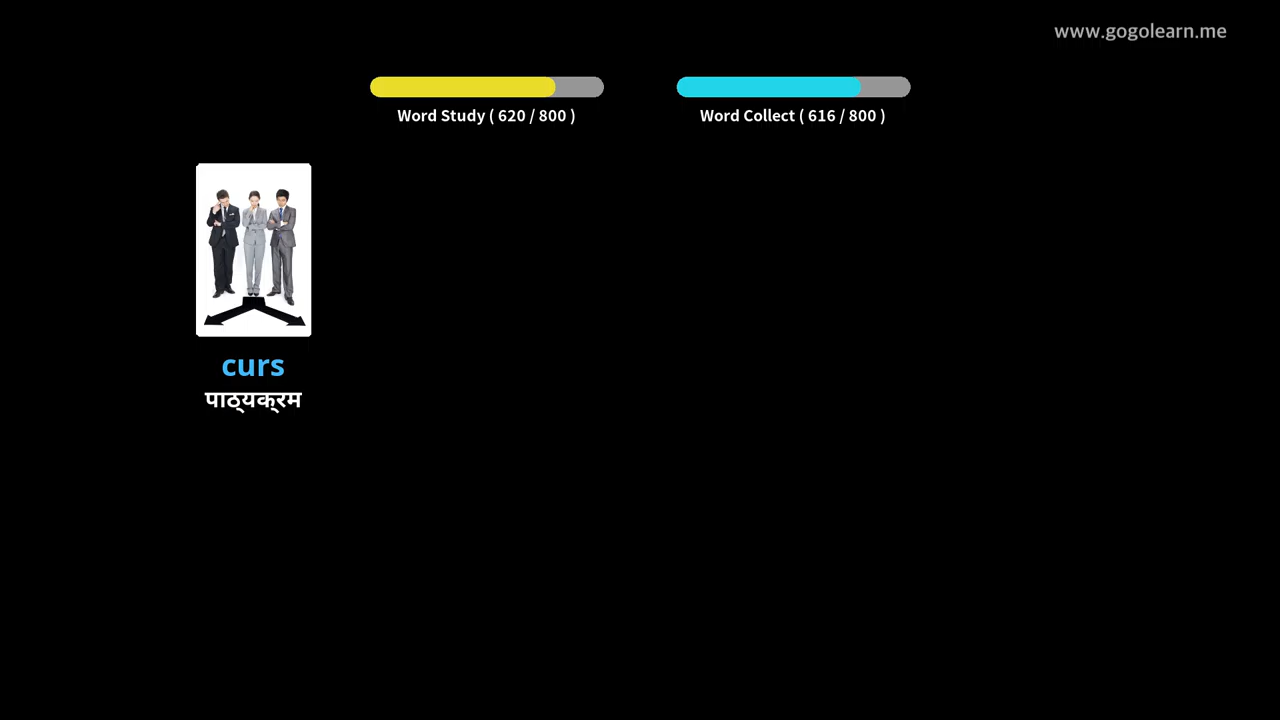 www.gogolearn.me
Word Study ( 620 / 800 )
Word Collect ( 616 / 800 )
curs
पाठ्यक्रम